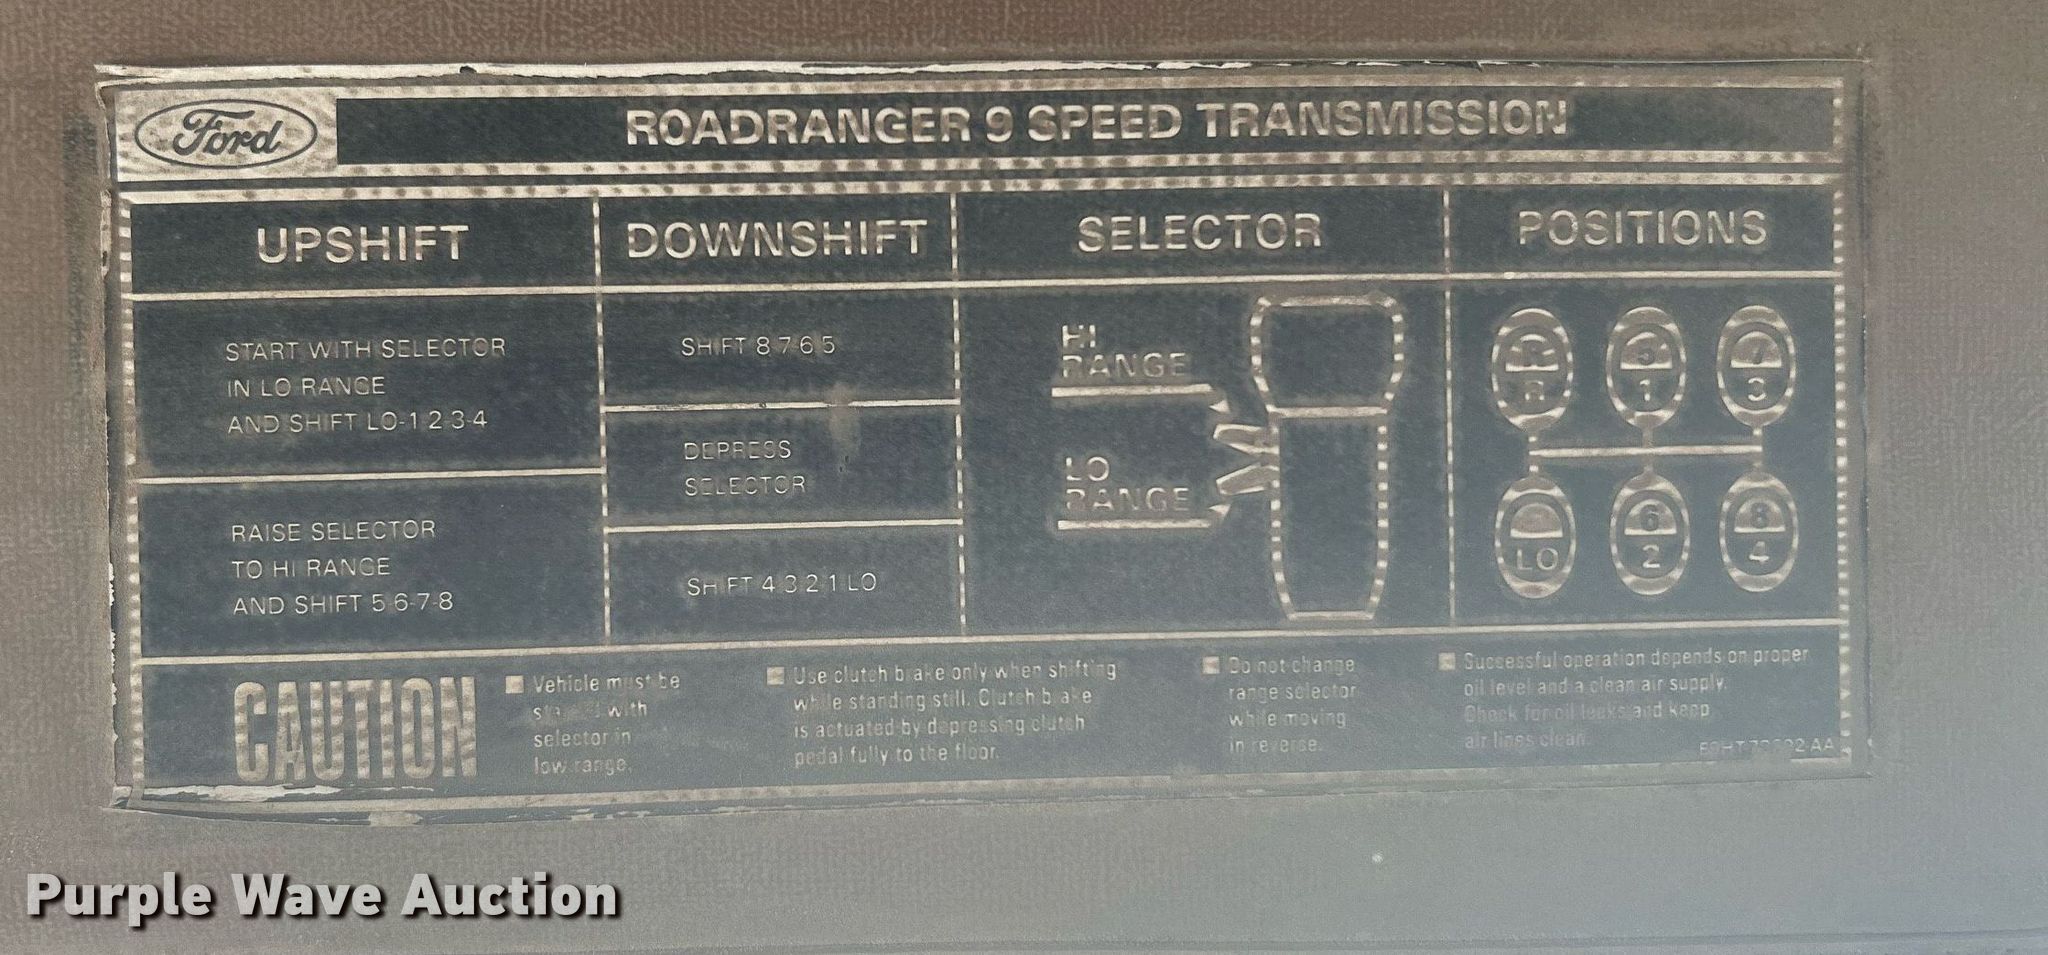 Ford
ROADRANGER 9 SPEED TRANSMISSION
UPSHIFT
START WITH SELECTOR
IN LO RANGE
AND SHIFT LO-1-2-3-4
RAISE SELECTOR
TO HI RANGE
AND SHIFT 5-6-7-8
DOWNSHIFT
SHIFT 8 7 6 5
DEPRESS
SELECTOR
SHIFT 4 3 2 1 LO
SELECTOR
HI
RANGE
LO
RANGE
POSITIONS
R 5 7
R 1 3
6 8
LO 2 4
CAUTION
Vehicle must be
with
selector in
low range.
Use clutch brake only when shifting
while standing still. Clutch brake
is actuated by depressing clutch
pedal fully to the floor.
Do not change
range selector
while moving
in reverse.
Successful operation depends on proper
oil level and a clean air supply.
Check for oil leaks and keep
air lines clean.
Purple Wave Auction